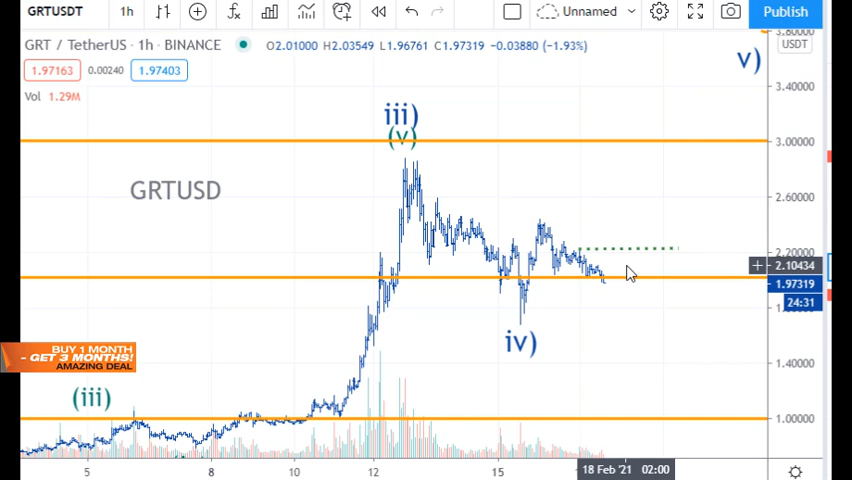 GRTUSDT 1h Unnamed Publish
GRT / TetherUS · 1h · BINANCE O2.01000 H2.03549 L1.96761 C1.97319 −0.03880 (−1.93%) USDT
1.97163 0.00240 1.97403
Vol 1.29M
v)
3.40000
iii)
(v)
3.00000
GRTUSD
2.60000
2.20000
2.10434
1.97319
24:31
iv)
BUY 1 MONTH
- GET 3 MONTHS!
AMAZING DEAL
1.40000
(iii)
1.00000
5 8 10 12 15
18 Feb '21 02:00